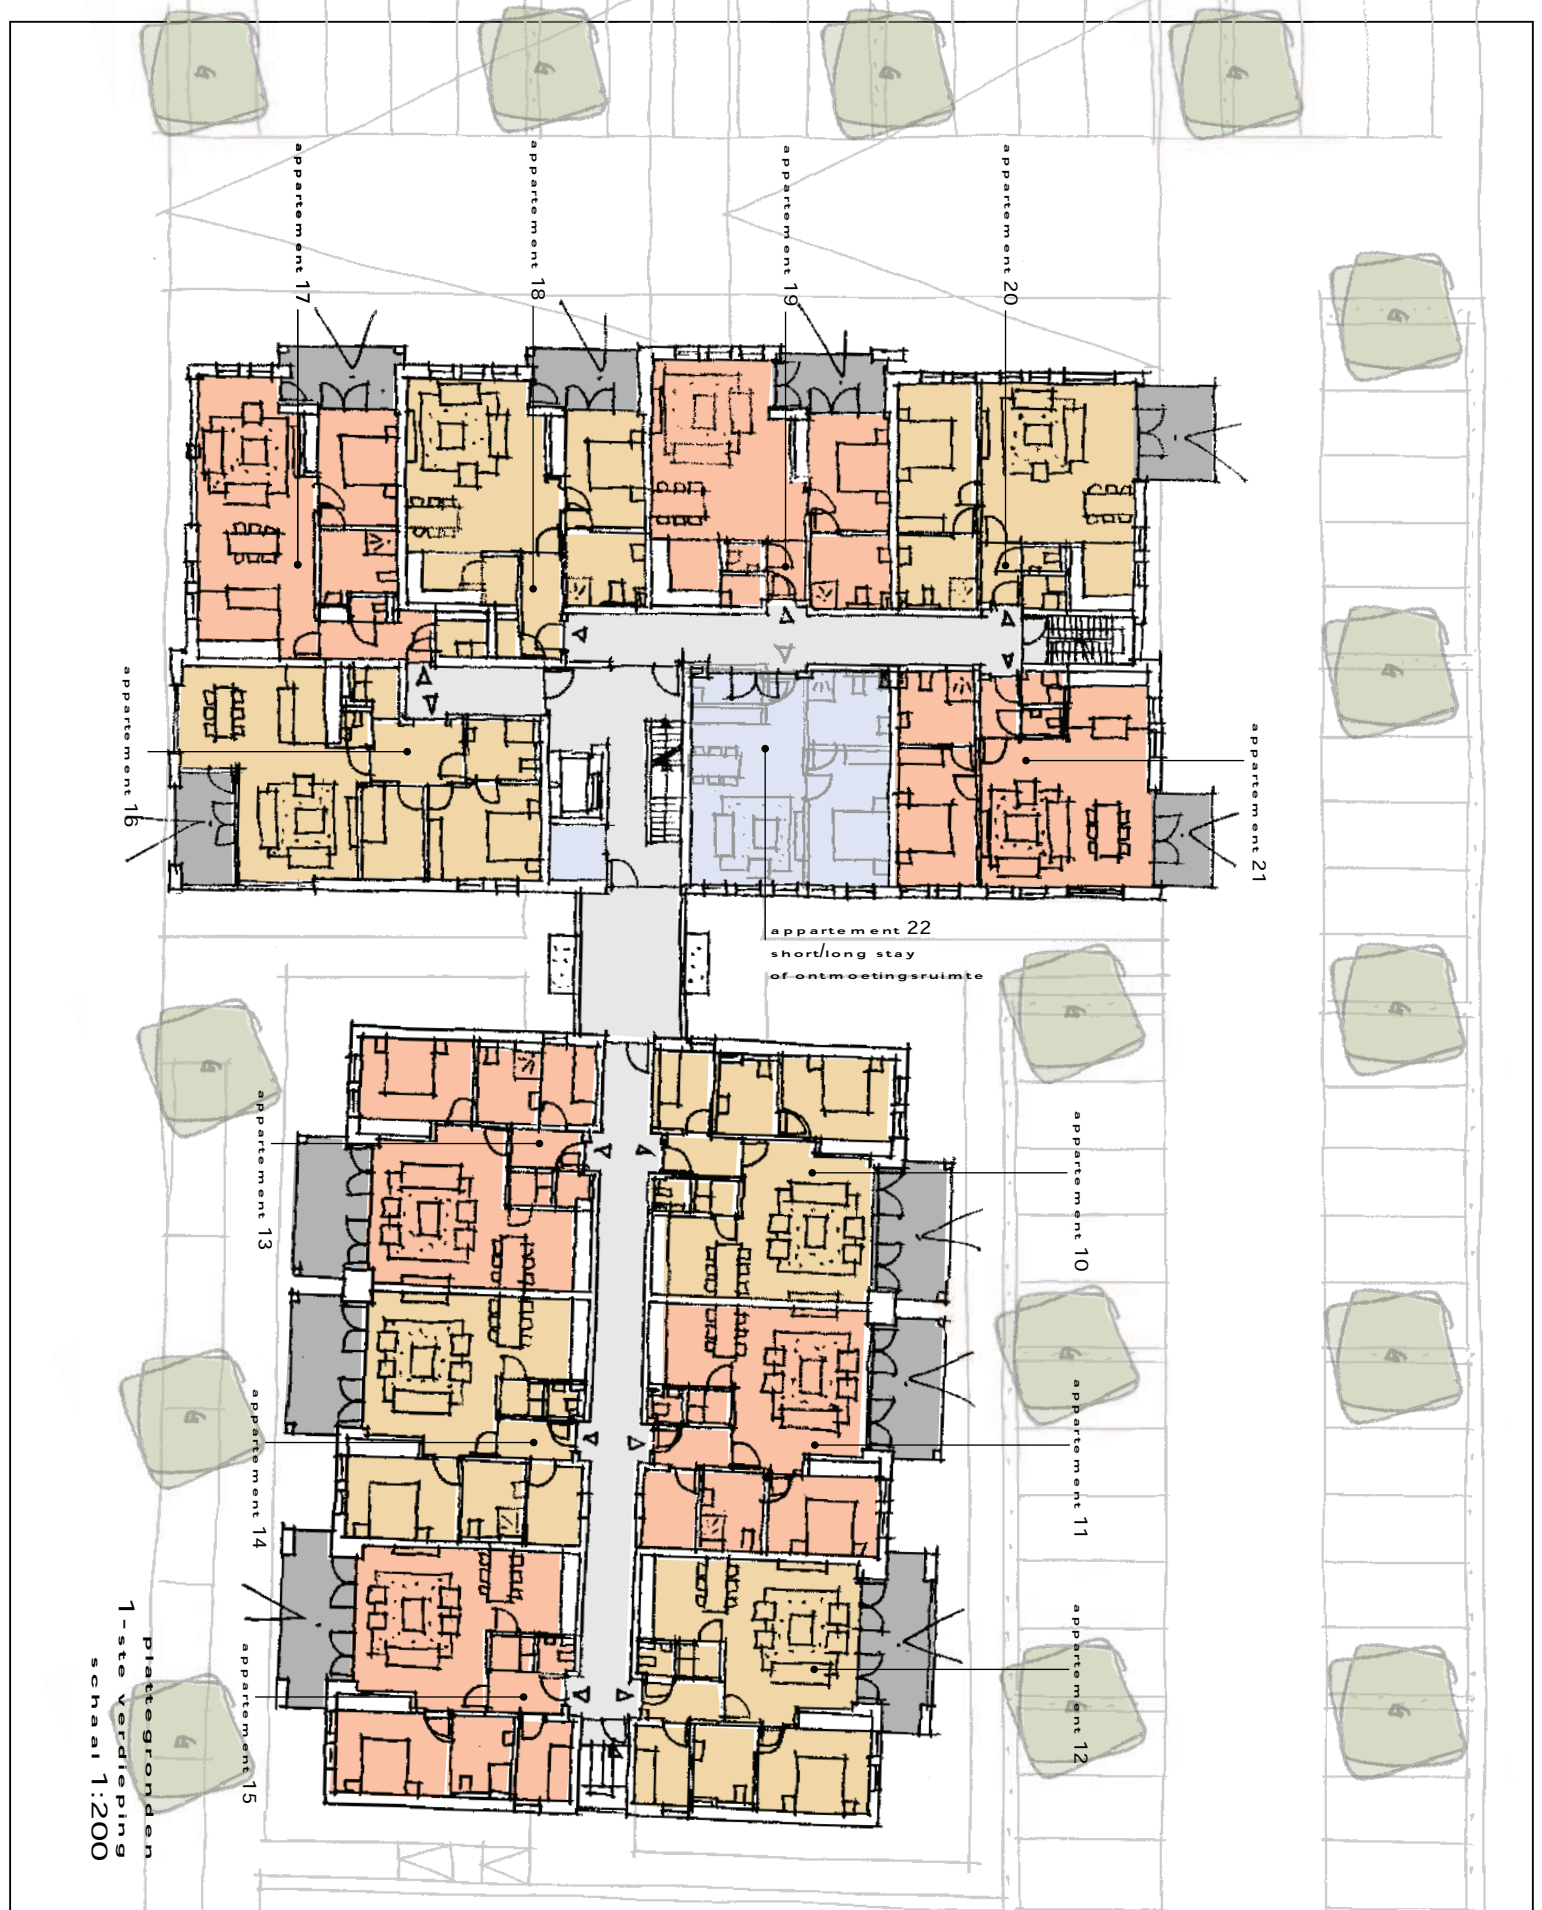 appartement 17
appartement 18
appartement 19
appartement 20
appartement 16
appartement 21
appartement 22
short/long stay
of ontmoetingsruimte
appartement 13
appartement 10
appartement 14
appartement 11
appartement 15
appartement 12
plattegronden
1-ste verdieping
schaal 1:200